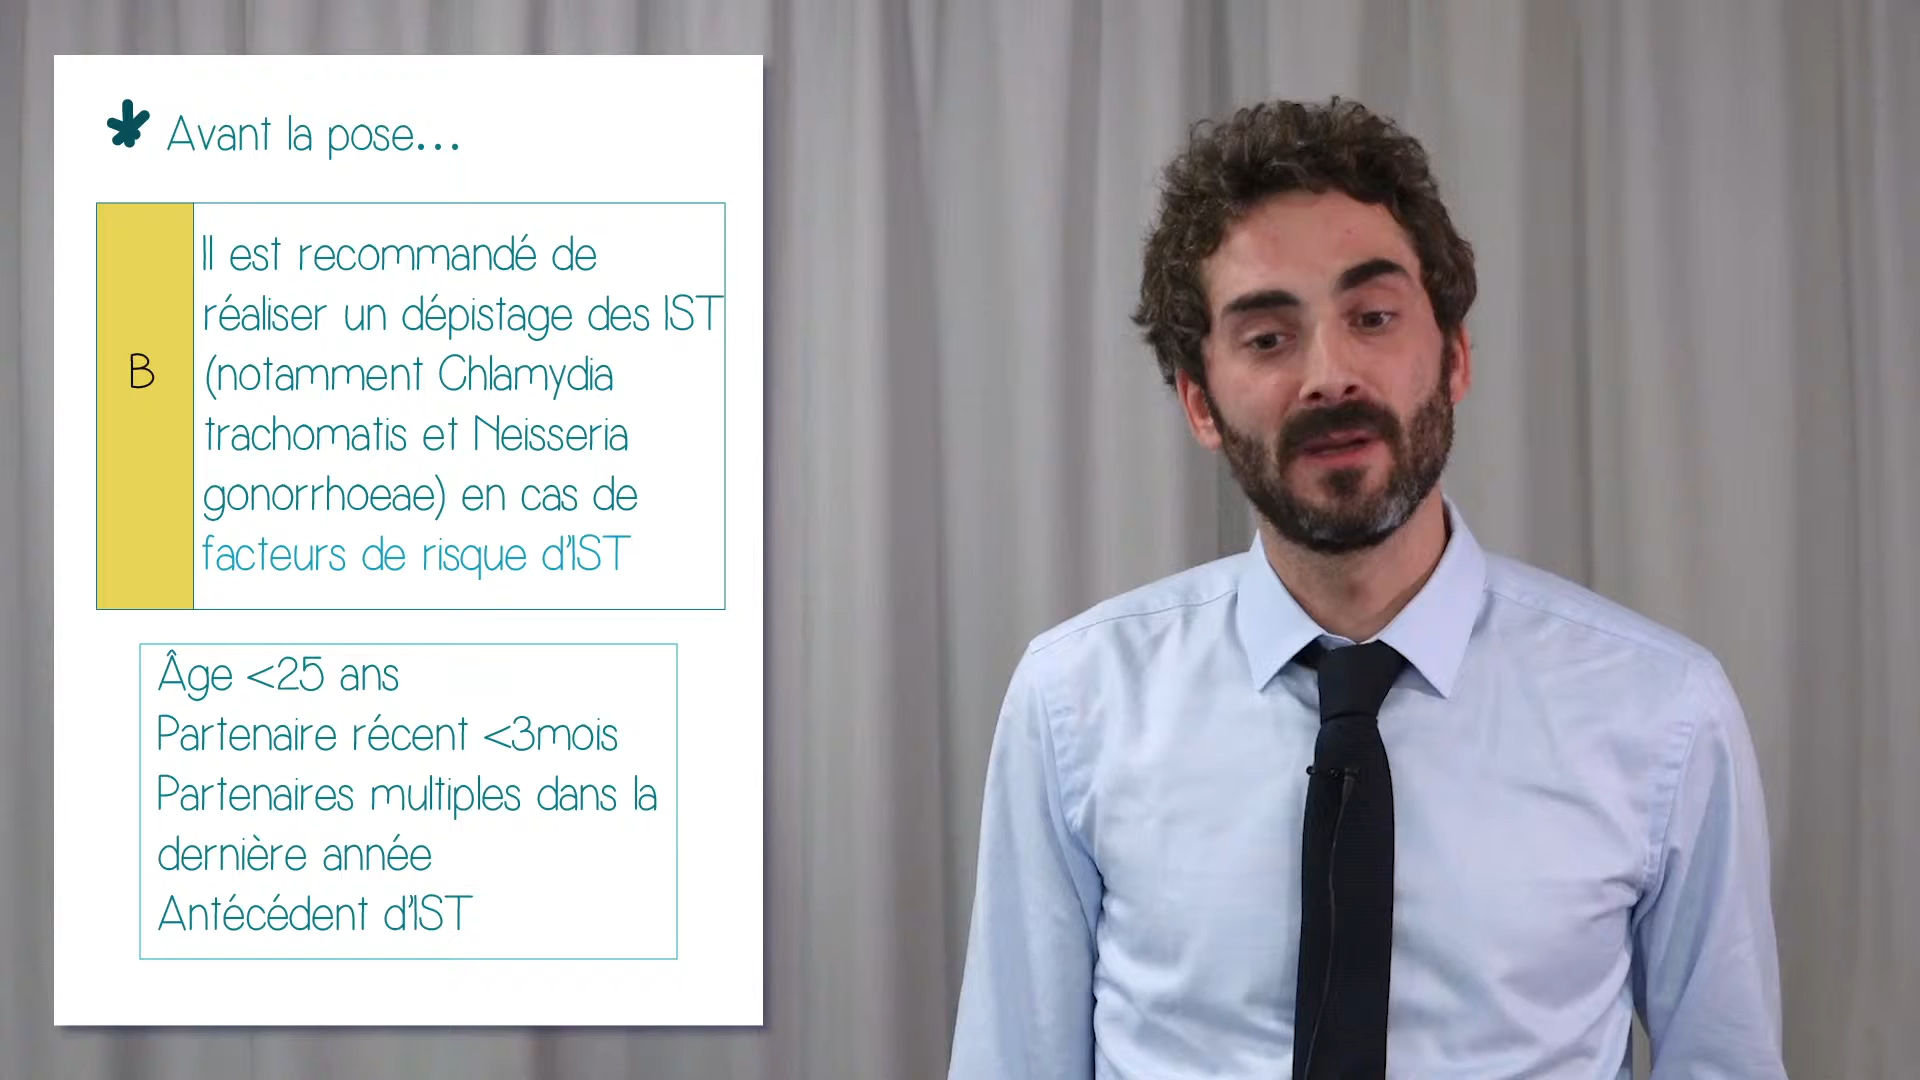 Avant la pose...
B
Il est recommandé de
réaliser un dépistage des IST
(notamment Chlamydia
trachomatis et Neisseria
gonorrhoeae) en cas de
facteurs de risque d'IST
Âge <25 ans
Partenaire récent <3mois
Partenaires multiples dans la
dernière année
Antécédent d'IST